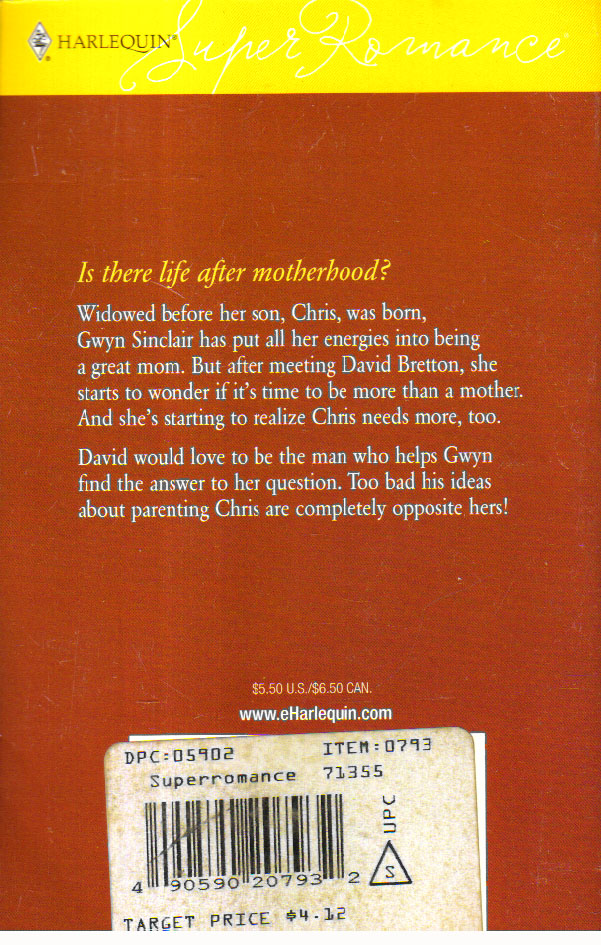 HARLEQUIN® Super Romance®
Is there life after motherhood?
Widowed before her son, Chris, was born,
Gwyn Sinclair has put all her energies into being
a great mom. But after meeting David Bretton, she
starts to wonder if it's time to be more than a mother.
And she's starting to realize Chris needs more, too.
David would love to be the man who helps Gwyn
find the answer to her question. Too bad his ideas
about parenting Chris are completely opposite hers!
$5.50 U.S./$6.50 CAN.
www.eHarlequin.com
DPC:05902 ITEM:0793
Superromance 71355
UPC
S
4 90590 20793 2
TARGET PRICE $4.12